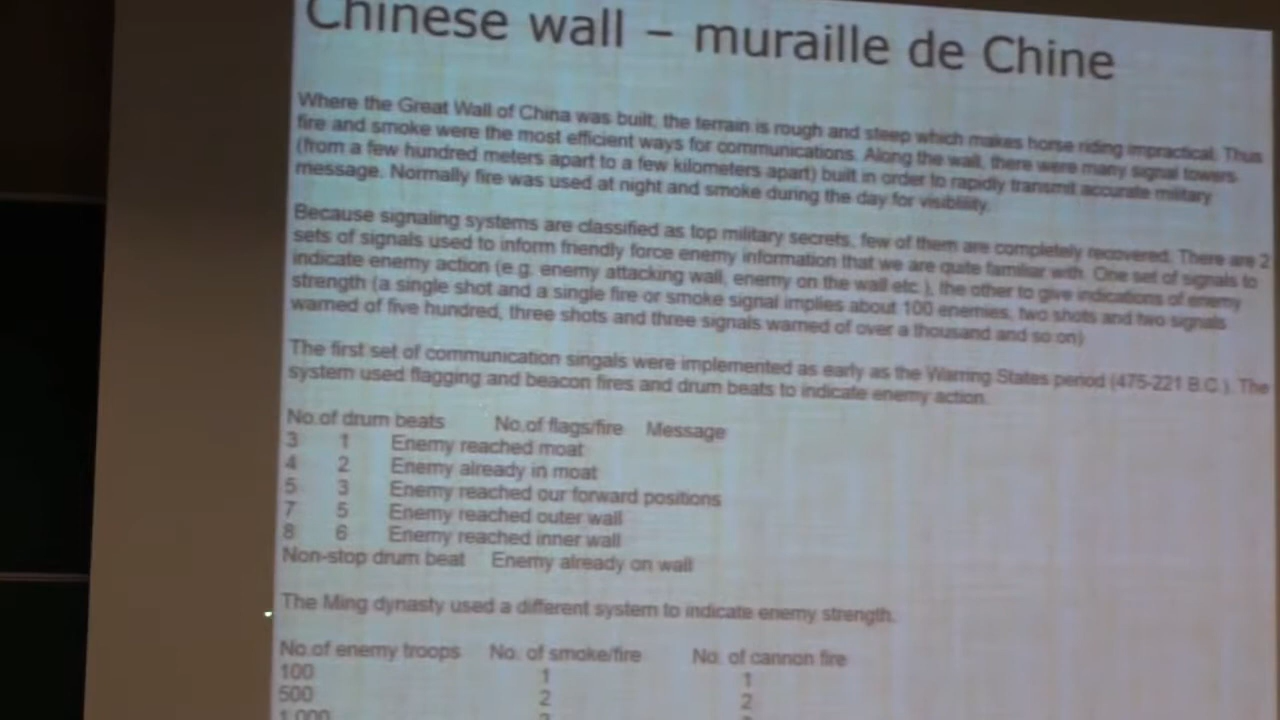 Chinese wall – muraille de Chine
Where the Great Wall of China was built, the terrain is rough and steep which makes horse riding impractical. Thus
fire and smoke were the most efficient ways for communications. Along the wall, there were many signal towers
(from a few hundred meters apart to a few kilometers apart) built in order to rapidly transmit accurate military
message. Normally fire was used at night and smoke during the day for visibility.
Because signaling systems are classified as top military secrets, few of them are completely recovered. There are 2
sets of signals used to inform friendly force enemy information that we are quite familiar with. One set of signals to
indicate enemy action (e.g. enemy attacking wall, enemy on the wall etc.), the other to give indications of enemy
strength (a single shot and a single fire or smoke signal implies about 100 enemies, two shots and two signals
warned of five hundred, three shots and three signals warned of over a thousand and so on)
The first set of communication singals were implemented as early as the Warring States period (475-221 B.C.). The
system used flagging and beacon fires and drum beats to indicate enemy action.
No.of drum beats No.of flags/fire Message
3 1 Enemy reached moat
4 2 Enemy already in moat
5 3 Enemy reached our forward positions
7 5 Enemy reached outer wall
8 6 Enemy reached inner wall
Non-stop drum beat Enemy already on wall
The Ming dynasty used a different system to indicate enemy strength.
No.of enemy troops No. of smoke/fire No. of cannon fire
100 1 1
500 2 2
1,000